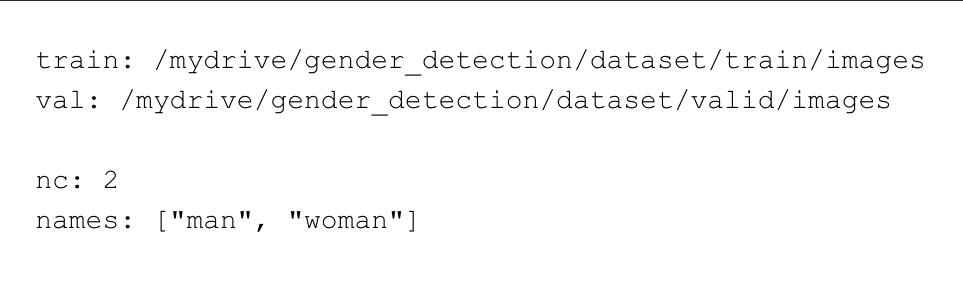 train: /mydrive/gender_detection/dataset/train/images
val: /mydrive/gender_detection/dataset/valid/images
nc: 2
names: ["man", "woman"]